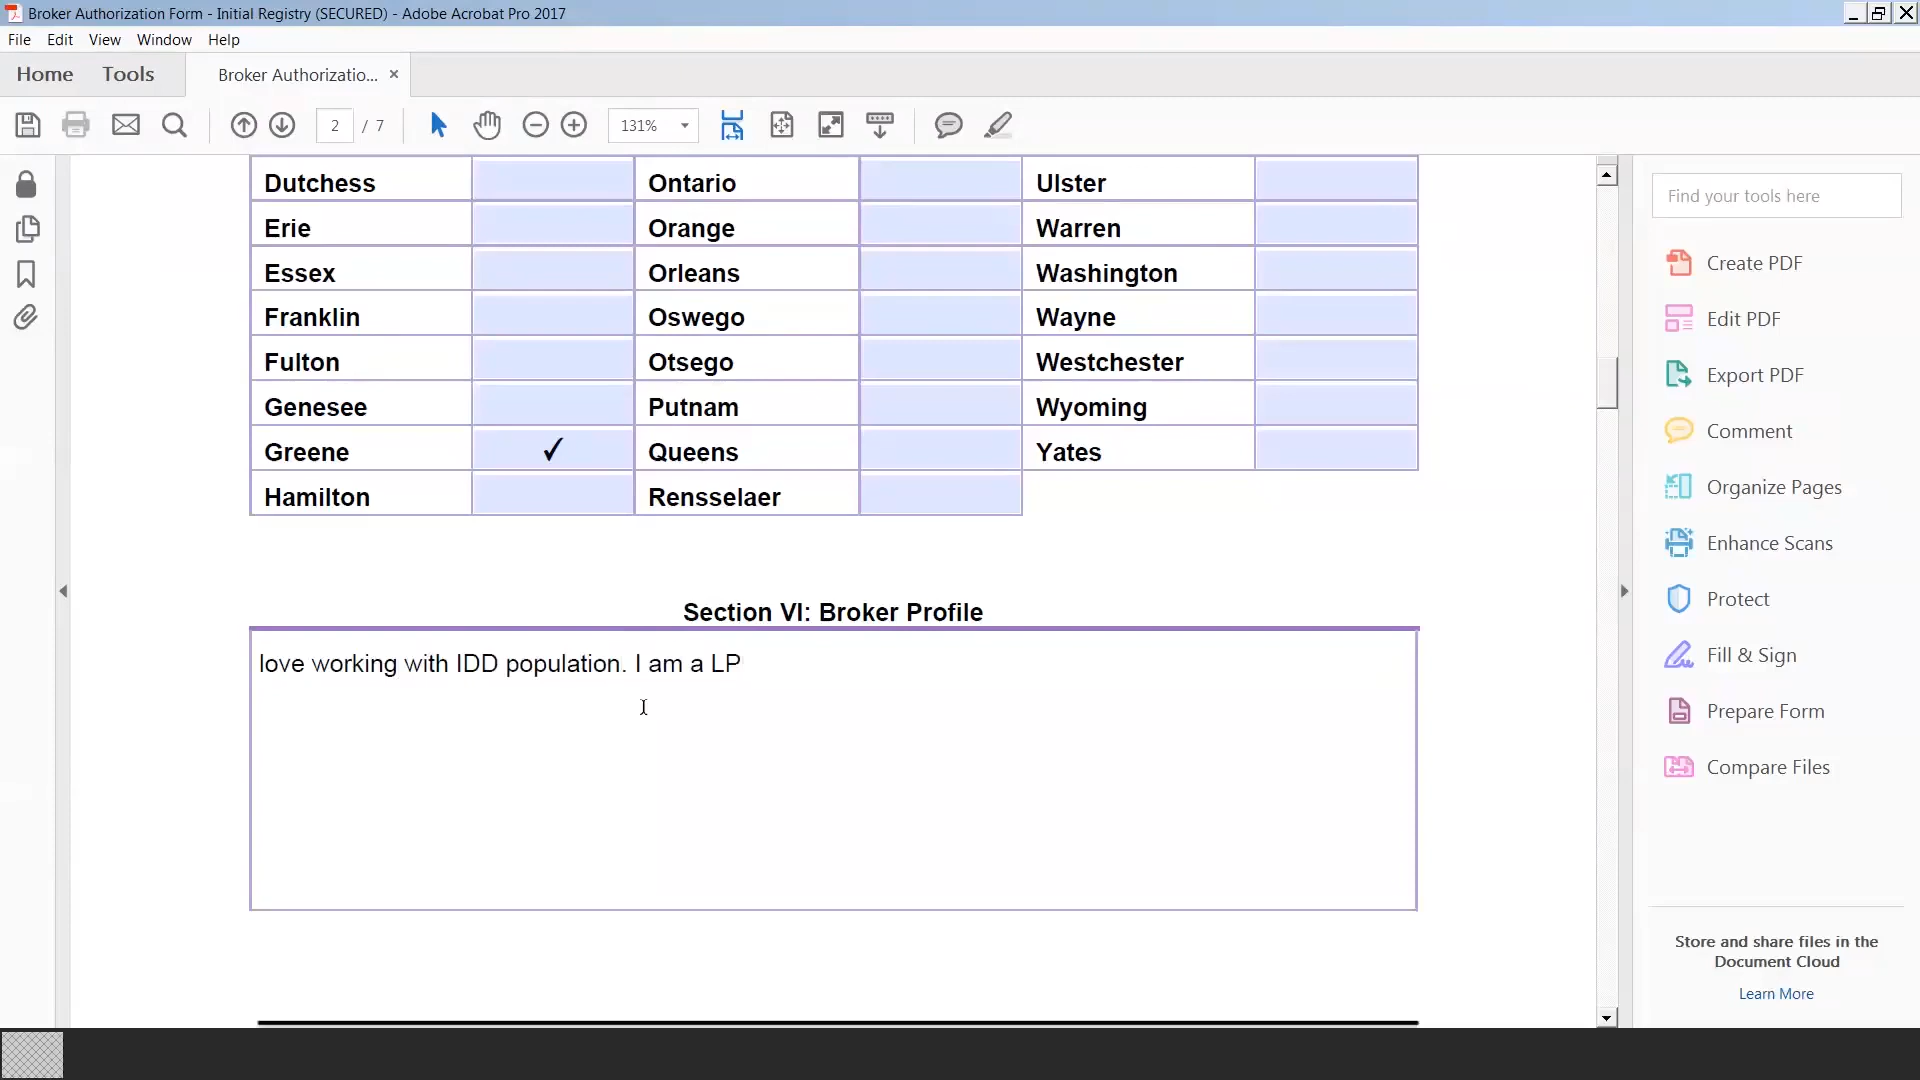 Broker Authorization Form - Initial Registry (SECURED) - Adobe Acrobat Pro 2017
File Edit View Window Help
Home Tools Broker Authorizatio... ×
2 / 7 131%
Dutchess Ontario Ulster
Erie Orange Warren
Essex Orleans Washington
Franklin Oswego Wayne
Fulton Otsego Westchester
Genesee Putnam Wyoming
Greene ✓ Queens Yates
Hamilton Rensselaer
Section VI: Broker Profile
love working with IDD population. I am a LP
Find your tools here
Create PDF
Edit PDF
Export PDF
Comment
Organize Pages
Enhance Scans
Protect
Fill & Sign
Prepare Form
Compare Files
Store and share files in the
Document Cloud
Learn More